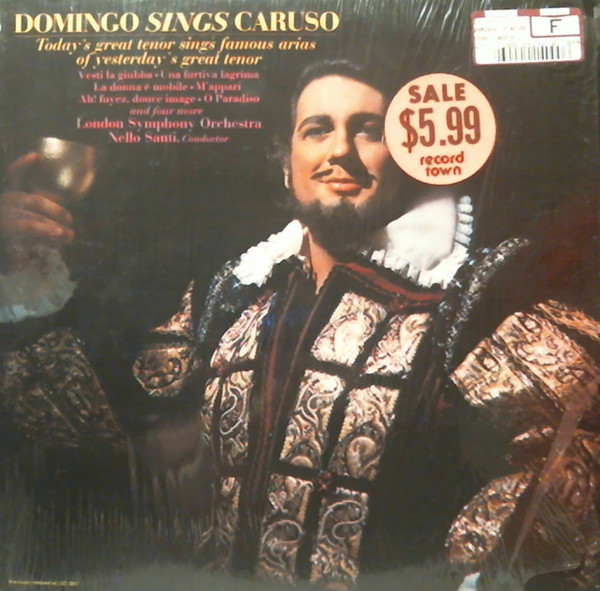 DOMINGO SINGS CARUSO
Today's great tenor sings famous arias
of yesterday's great tenor
Vesti la giubba • Una furtiva lagrima
La donna è mobile • M'appari
Ah! fuyez, douce image • O Paradiso
and four more
London Symphony Orchestra
Nello Santi, Conductor
SALE
$5.99
record
town
F